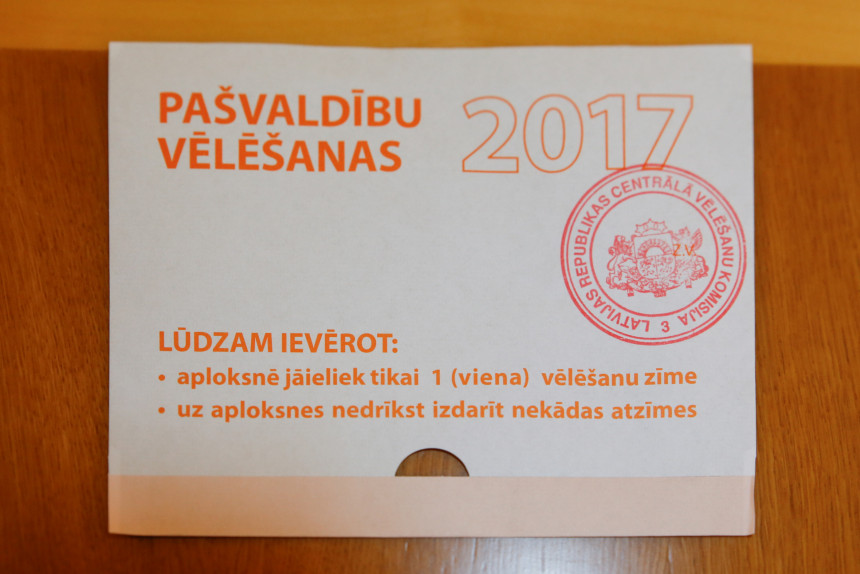 PAŠVALDĪBU
VĒLĒŠANAS
2017
LATVIJAS REPUBLIKAS CENTRĀLĀ VĒLĒŠANU KOMISIJA 3
Z.V.
LŪDZAM IEVĒROT:
• aploksnē jāieliek tikai 1 (viena) vēlēšanu zīme
• uz aploksnes nedrīkst izdarīt nekādas atzīmes